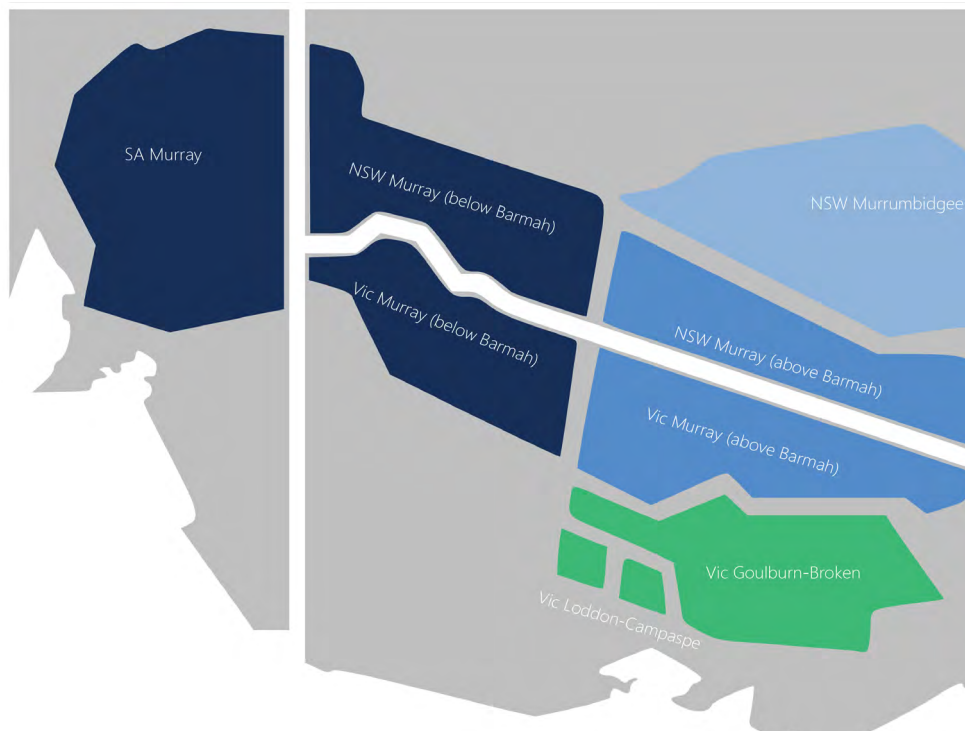 SA Murray
NSW Murray (below Barmah)
NSW Murrumbidgee
Vic Murray (below Barmah)
NSW Murray (above Barmah)
Vic Murray (above Barmah)
Vic Goulburn-Broken
Vic Loddon-Campaspe